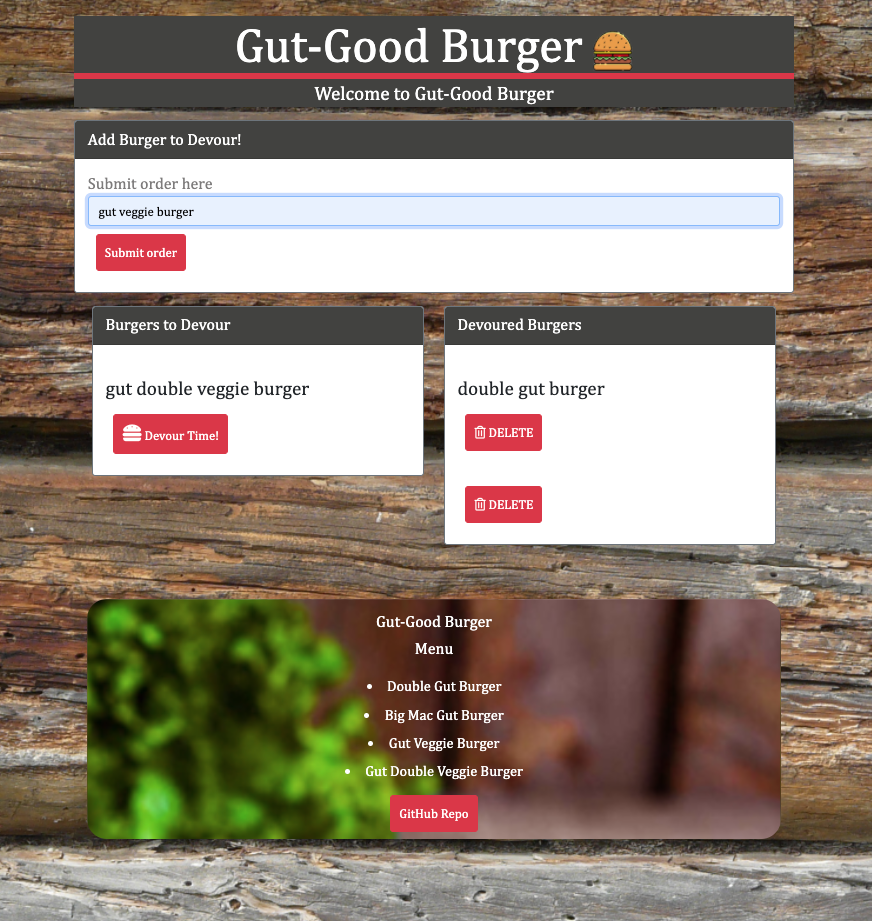 Gut-Good Burger
Welcome to Gut-Good Burger
Add Burger to Devour!
Submit order here
gut veggie burger
Submit order
Burgers to Devour
gut double veggie burger
Devour Time!
Devoured Burgers
double gut burger
DELETE
DELETE
Gut-Good Burger
Menu
Double Gut Burger
Big Mac Gut Burger
Gut Veggie Burger
Gut Double Veggie Burger
GitHub Repo